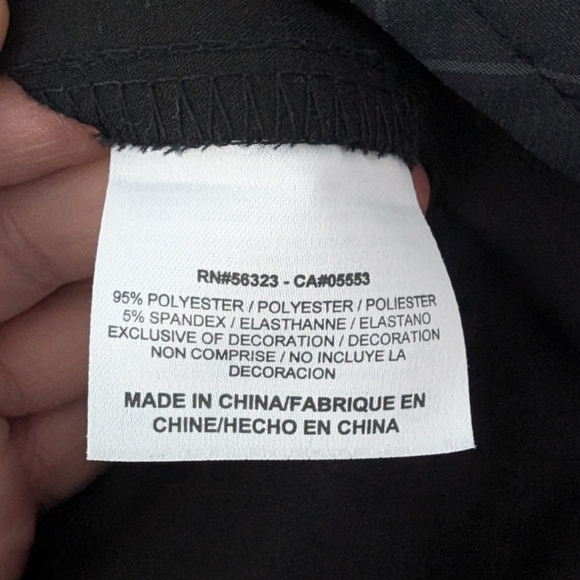 RN#56323 - CA#05553
95% POLYESTER / POLYESTER / POLIESTER
5% SPANDEX / ELASTHANNE / ELASTANO
EXCLUSIVE OF DECORATION / DECORATION
NON COMPRISE / NO INCLUYE LA
DECORACION
MADE IN CHINA/FABRIQUE EN
CHINE/HECHO EN CHINA